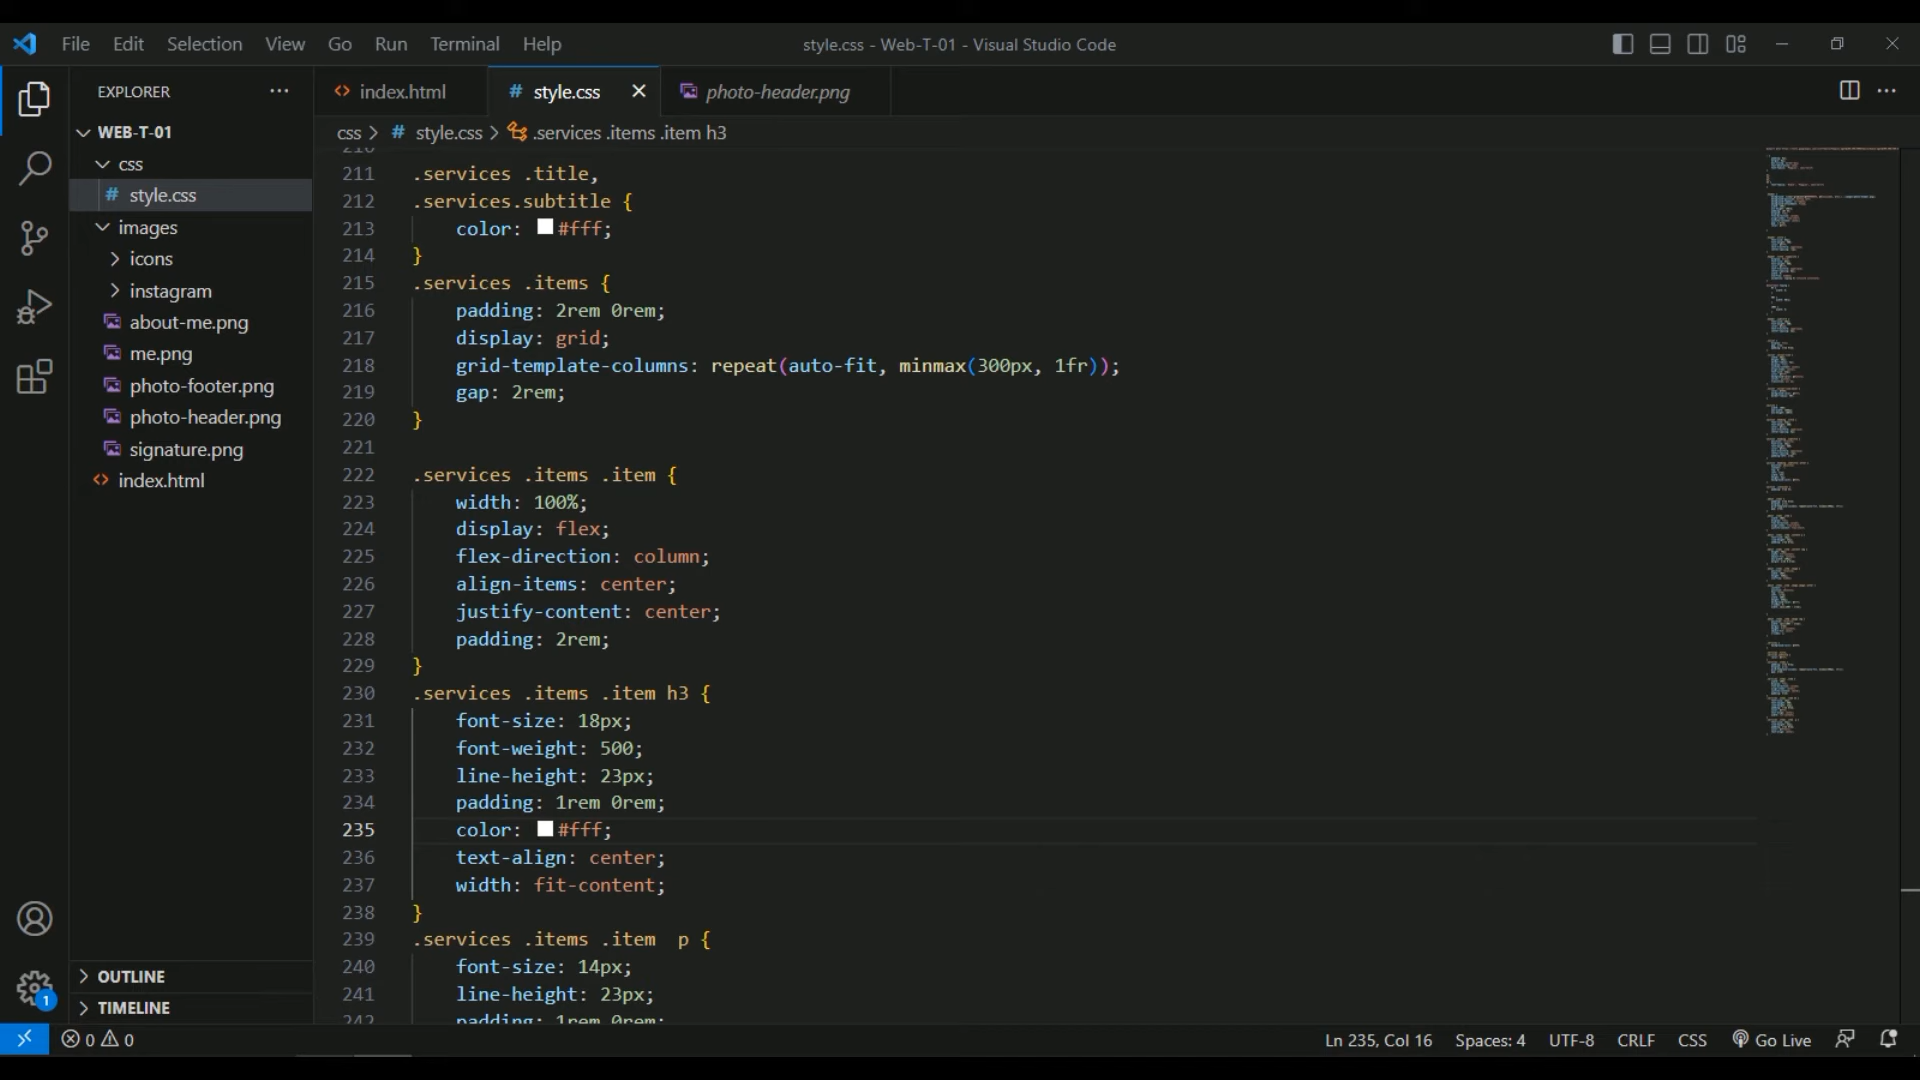 File Edit Selection View Go Run Terminal Help
style.css - Web-T-01 - Visual Studio Code
EXPLORER
WEB-T-01
css
style.css
images
icons
instagram
about-me.png
me.png
photo-footer.png
photo-header.png
signature.png
index.html
OUTLINE
TIMELINE
index.html
style.css
photo-header.png
css > # style.css > .services .items .item h3
211 .services .title,
212 .services.subtitle {
213 color: #fff;
214 }
215 .services .items {
216 padding: 2rem 0rem;
217 display: grid;
218 grid-template-columns: repeat(auto-fit, minmax(300px, 1fr));
219 gap: 2rem;
220 }
221
222 .services .items .item {
223 width: 100%;
224 display: flex;
225 flex-direction: column;
226 align-items: center;
227 justify-content: center;
228 padding: 2rem;
229 }
230 .services .items .item h3 {
231 font-size: 18px;
232 font-weight: 500;
233 line-height: 23px;
234 padding: 1rem 0rem;
235 color: #fff;
236 text-align: center;
237 width: fit-content;
238 }
239 .services .items .item  p {
240 font-size: 14px;
241 line-height: 23px;
242 padding: 1rem 0rem;
1
0 0
Ln 235, Col 16 Spaces: 4 UTF-8 CRLF CSS Go Live